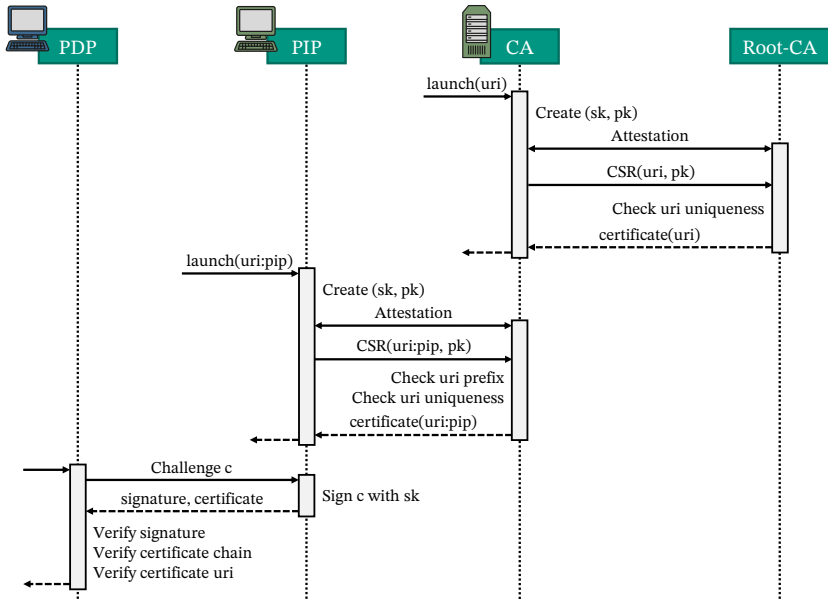 PDP
PIP
CA
Root-CA
launch(uri)
Create (sk, pk)
Attestation
CSR(uri, pk)
Check uri uniqueness
certificate(uri)
launch(uri:pip)
Create (sk, pk)
Attestation
CSR(uri:pip, pk)
Check uri prefix
Check uri uniqueness
certificate(uri:pip)
Challenge c
signature, certificate
Sign c with sk
Verify signature
Verify certificate chain
Verify certificate uri